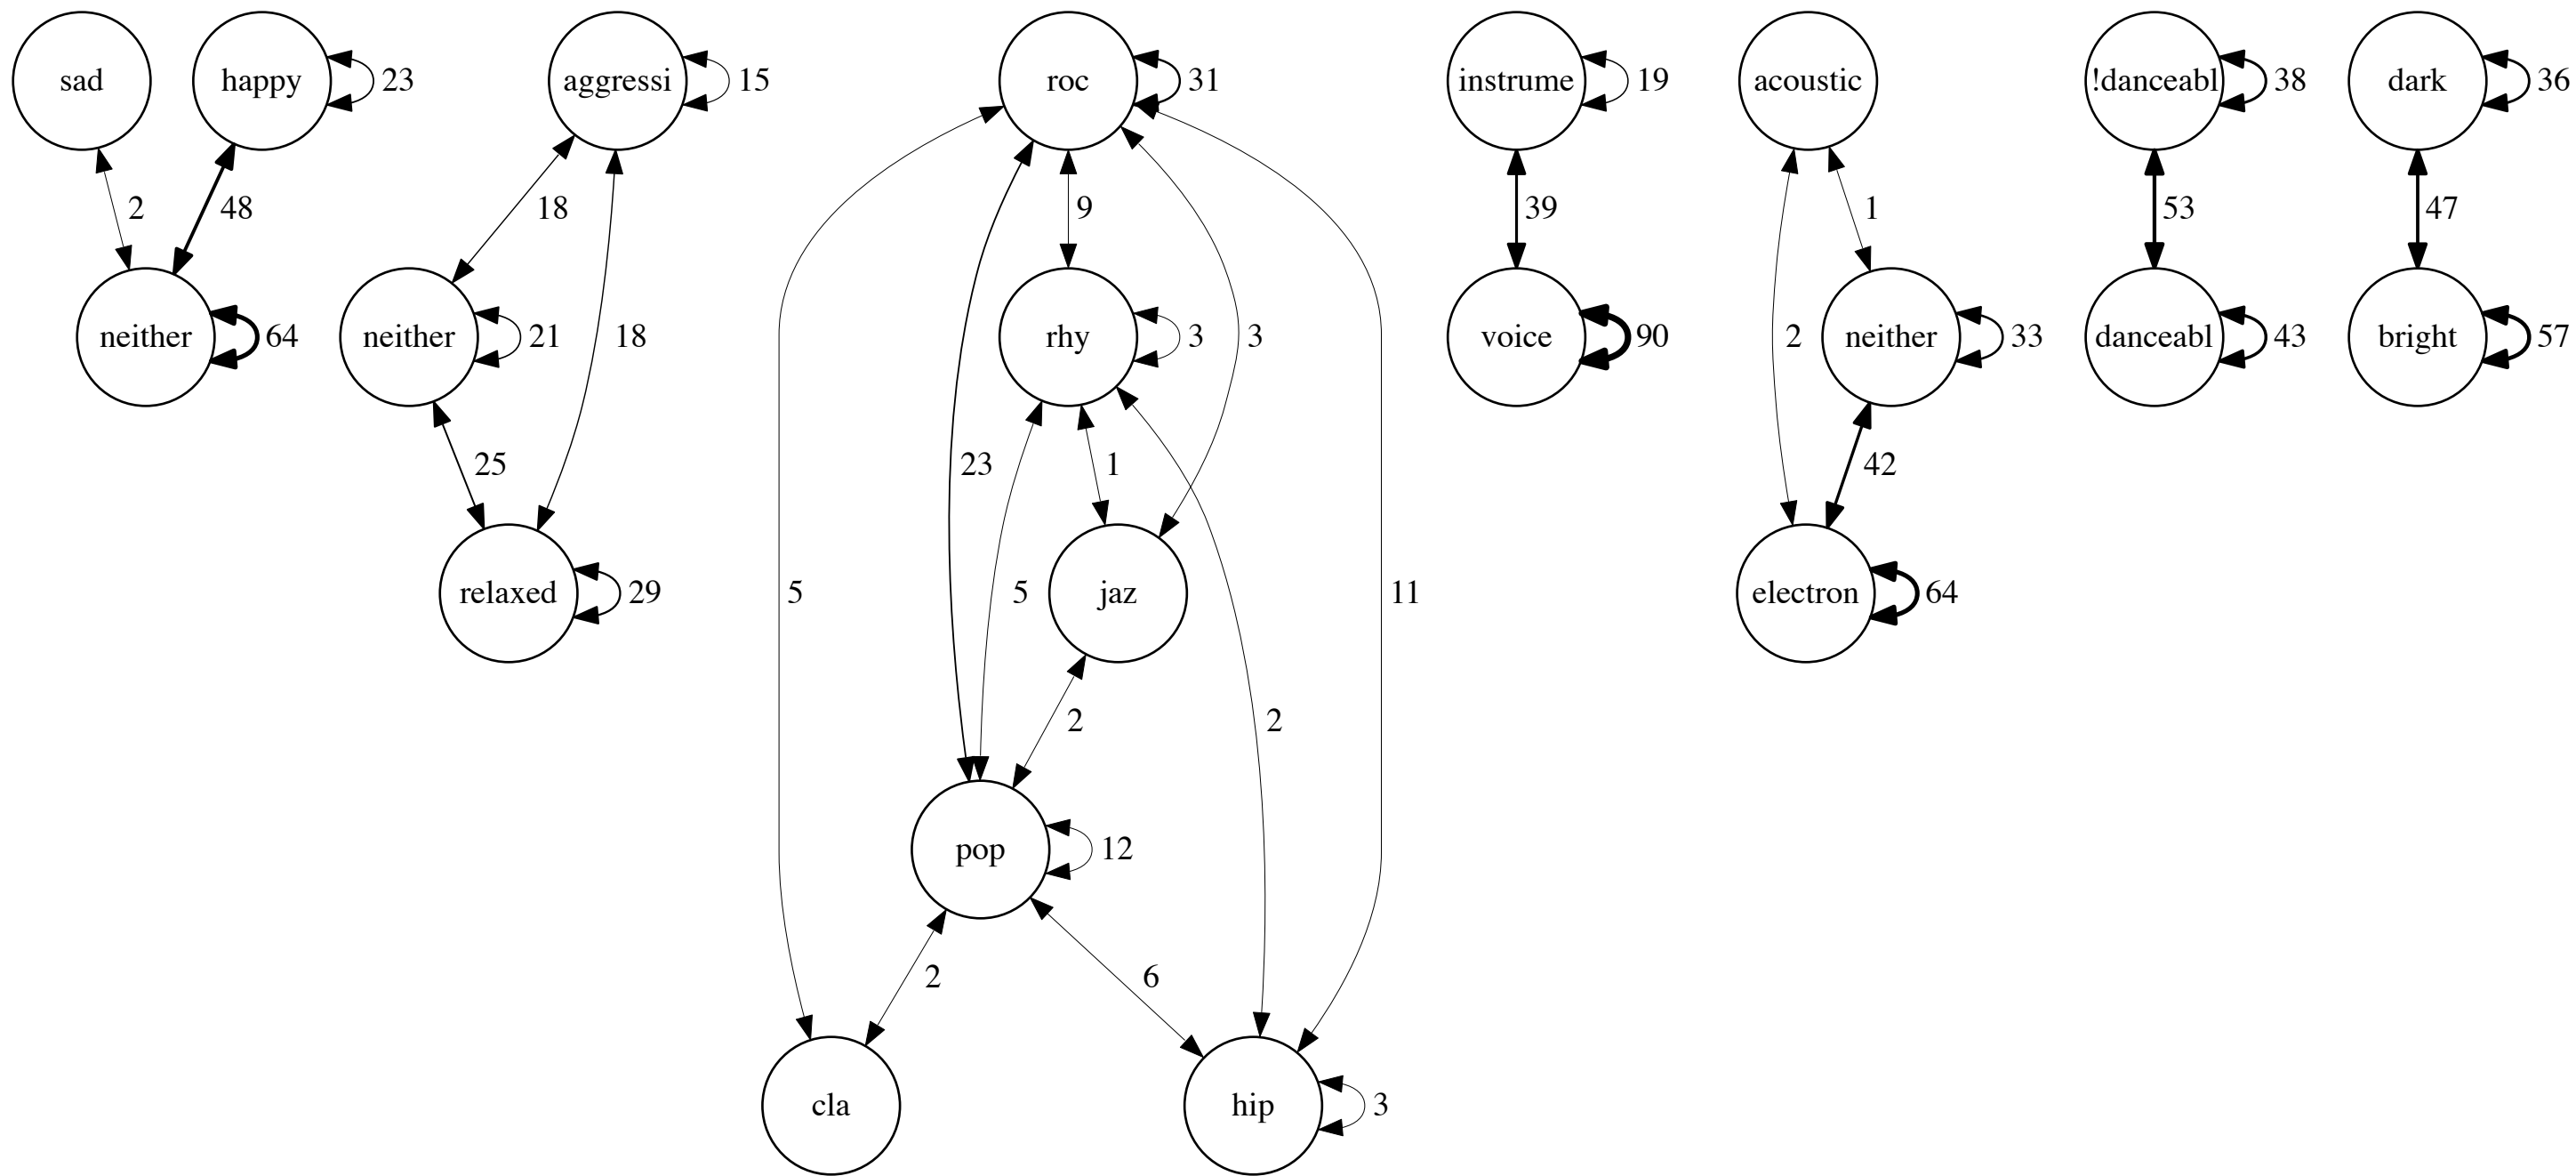 sad
happy
23
aggressi
15
roc
31
instrume
19
acoustic
!danceabl
38
dark
36
2
48
18
9
39
1
53
47
neither
64
neither
21
18
rhy
3
3
voice
90
2
neither
33
danceabl
43
bright
57
25
23
1
42
relaxed
29
5
5
jaz
11
electron
64
2
2
pop
12
2
6
cla
hip
3